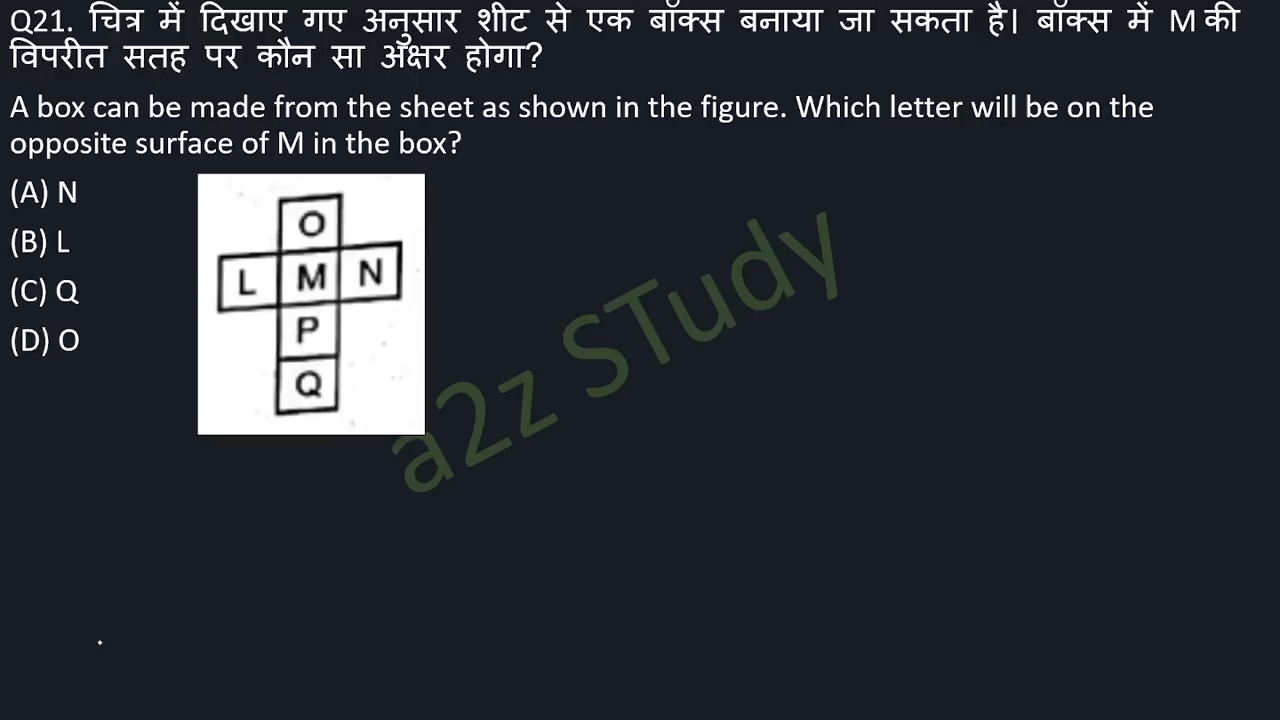 Q21. चित्र में दिखाए गए अनुसार शीट से एक बॉक्स बनाया जा सकता है। बॉक्स में M की
विपरीत सतह पर कौन सा अक्षर होगा?
A box can be made from the sheet as shown in the figure. Which letter will be on the
opposite surface of M in the box?
(A) N
(B) L
(C) Q
(D) O
O
L M N
P
Q
a2z STudy